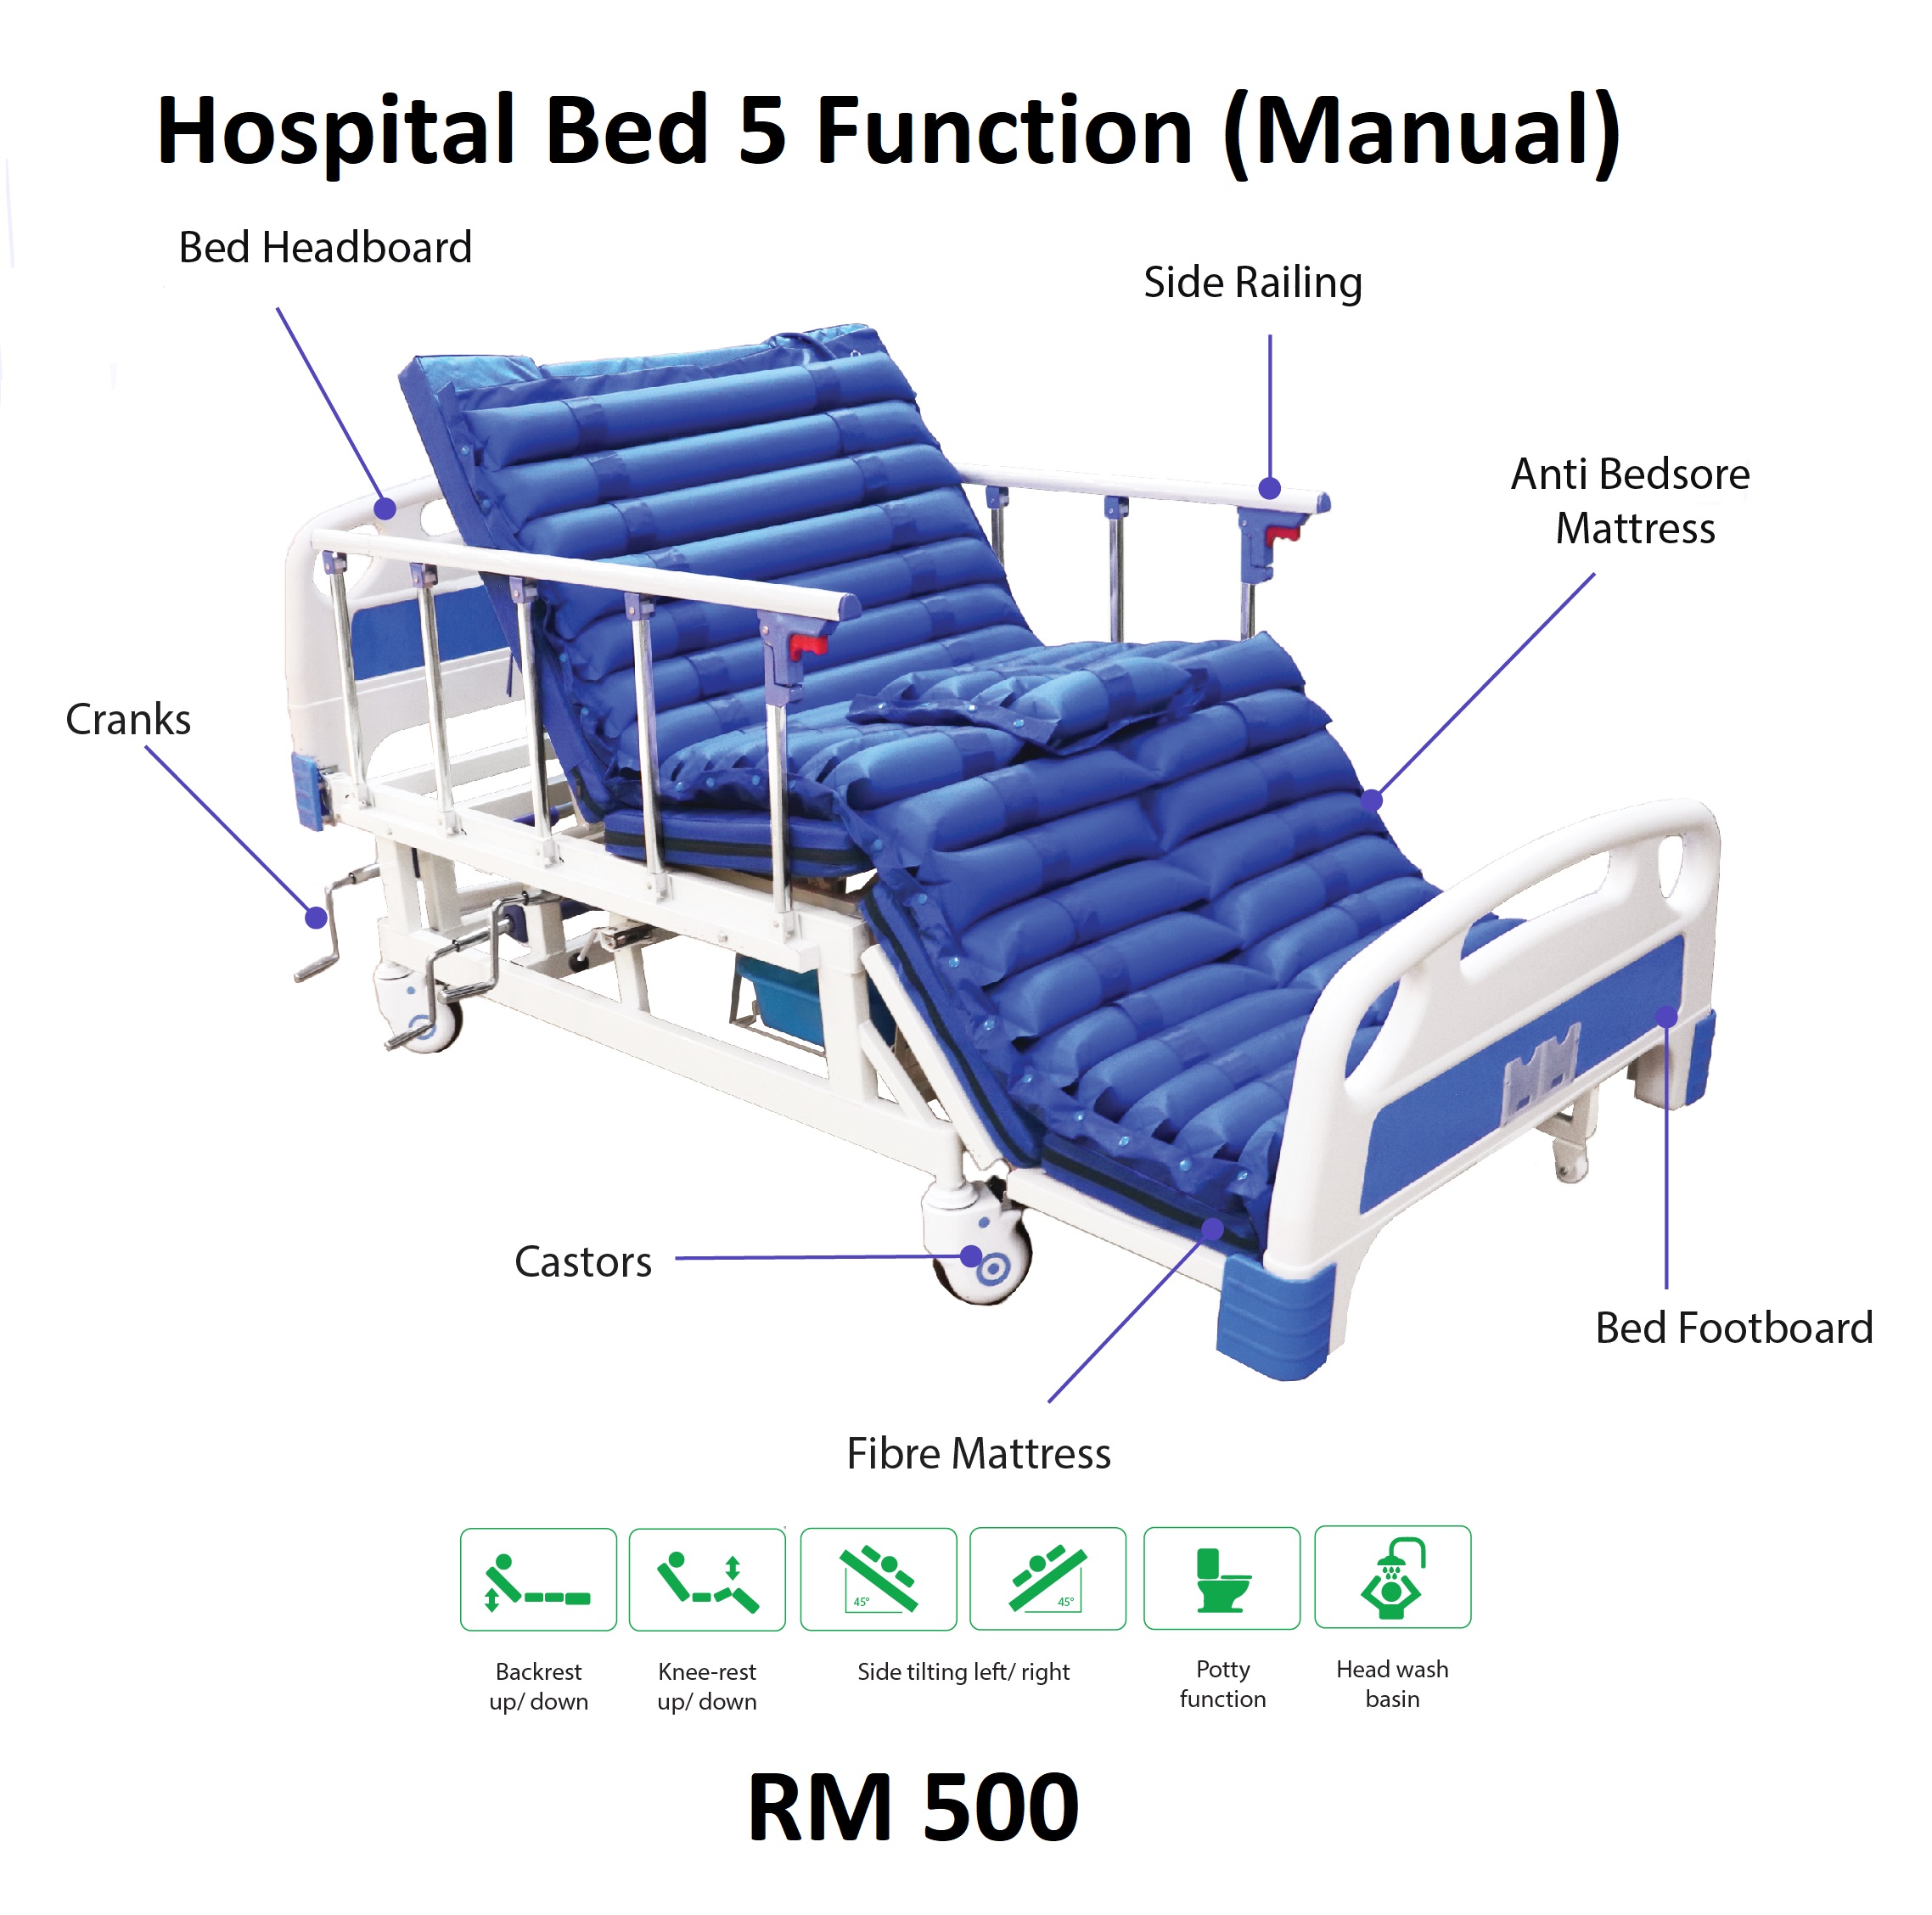 Hospital Bed 5 Function (Manual)
Bed Headboard
Side Railing
Anti Bedsore
Mattress
Cranks
Castors
Bed Footboard
Fibre Mattress
45°
45°
Backrest
up/ down
Knee-rest
up/ down
Side tilting left/ right
Potty
function
Head wash
basin
RM 500